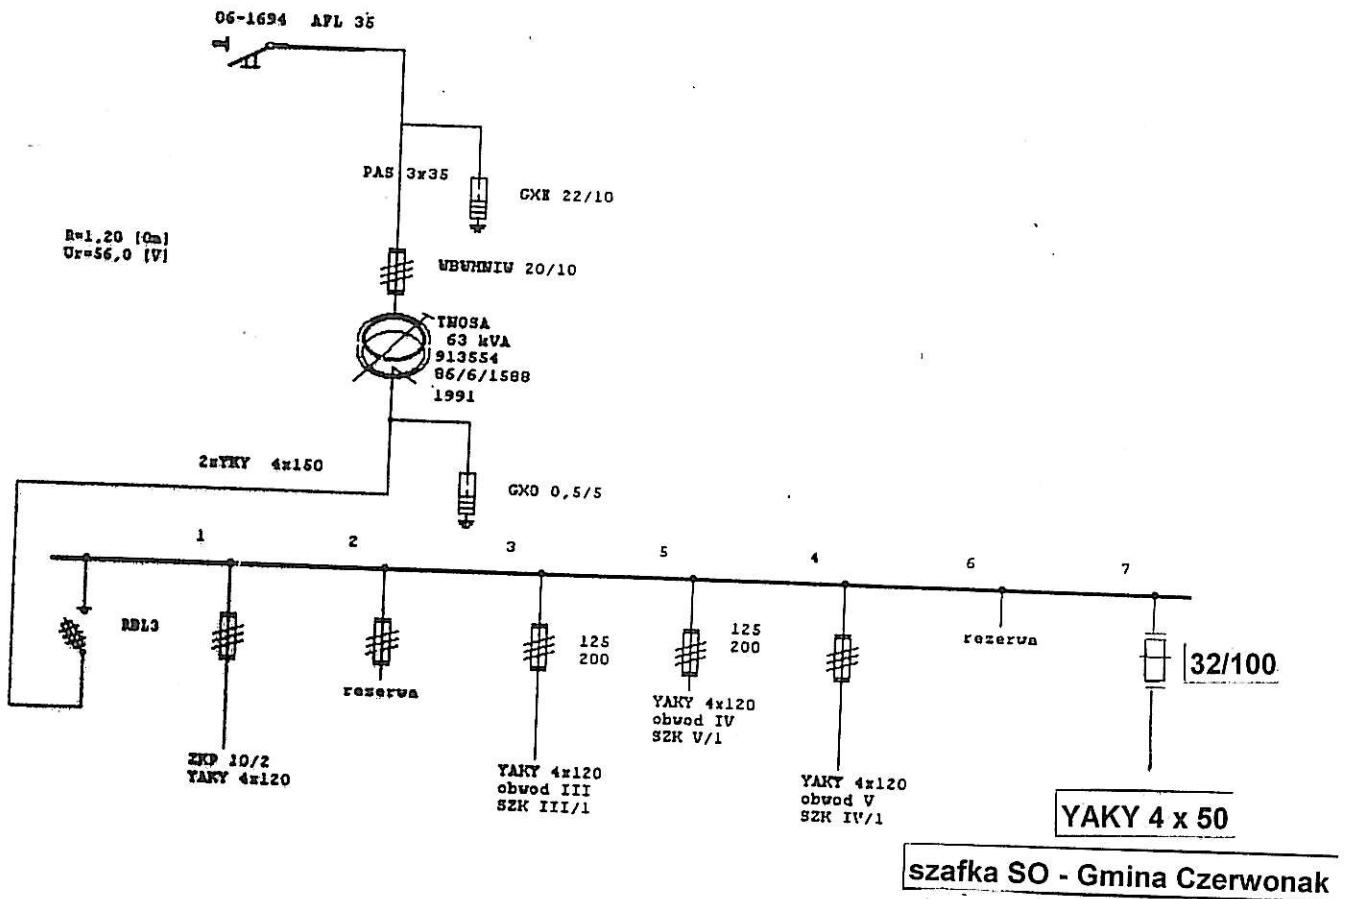 06-1694 AFL 35
PAS 3x35
GXE 22/10
R=1,20 [Om]
Ur=56,0 [V]
WBWMNIW 20/10
TNOSA
63 kVA
913554
86/6/1588
1991
2xYKY 4x150
GXO 0,5/5
1
2
3
5
4
6
7
RBL3
125
200
125
200
rezerwa
32/100
rezerwa
YAKY 4x120
obwod IV
SZK V/1
ZKP 10/2
YAKY 4x120
YAKY 4x120
obwod III
SZK III/1
YAKY 4x120
obwod V
SZK IV/1
YAKY 4 x 50
szafka SO - Gmina Czerwonak